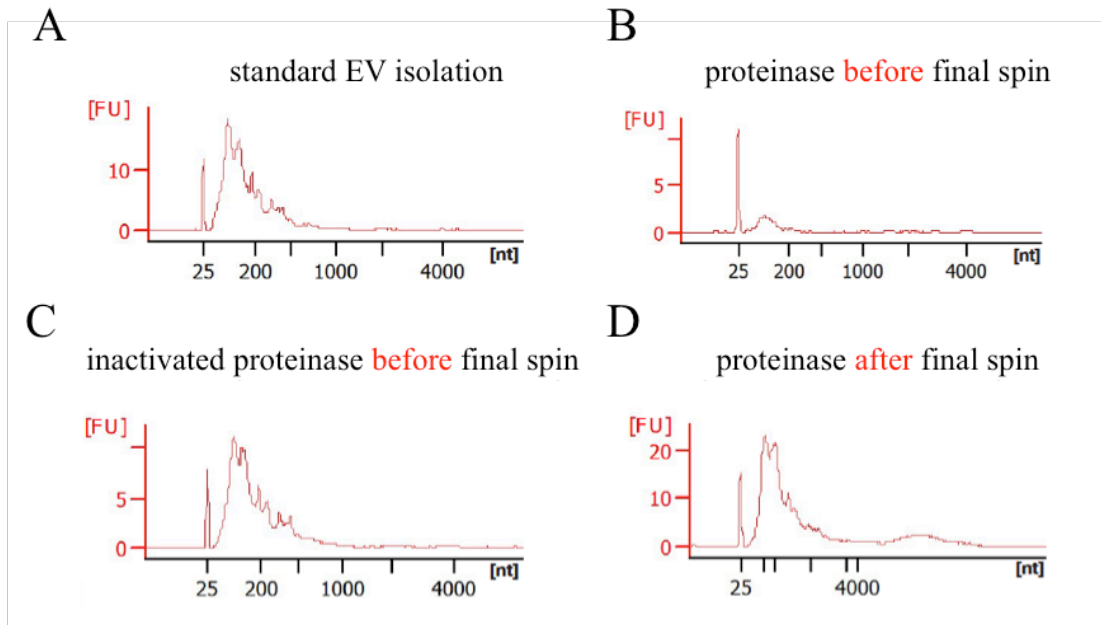 A
standard EV isolation
[FU]
10
0
25 200 1000 4000 [nt]
B
proteinase before final spin
[FU]
5
0
25 200 1000 4000 [nt]
C
inactivated proteinase before final spin
[FU]
5
0
25 200 1000 4000 [nt]
D
proteinase after final spin
[FU]
20
10
0
25 4000 [nt]